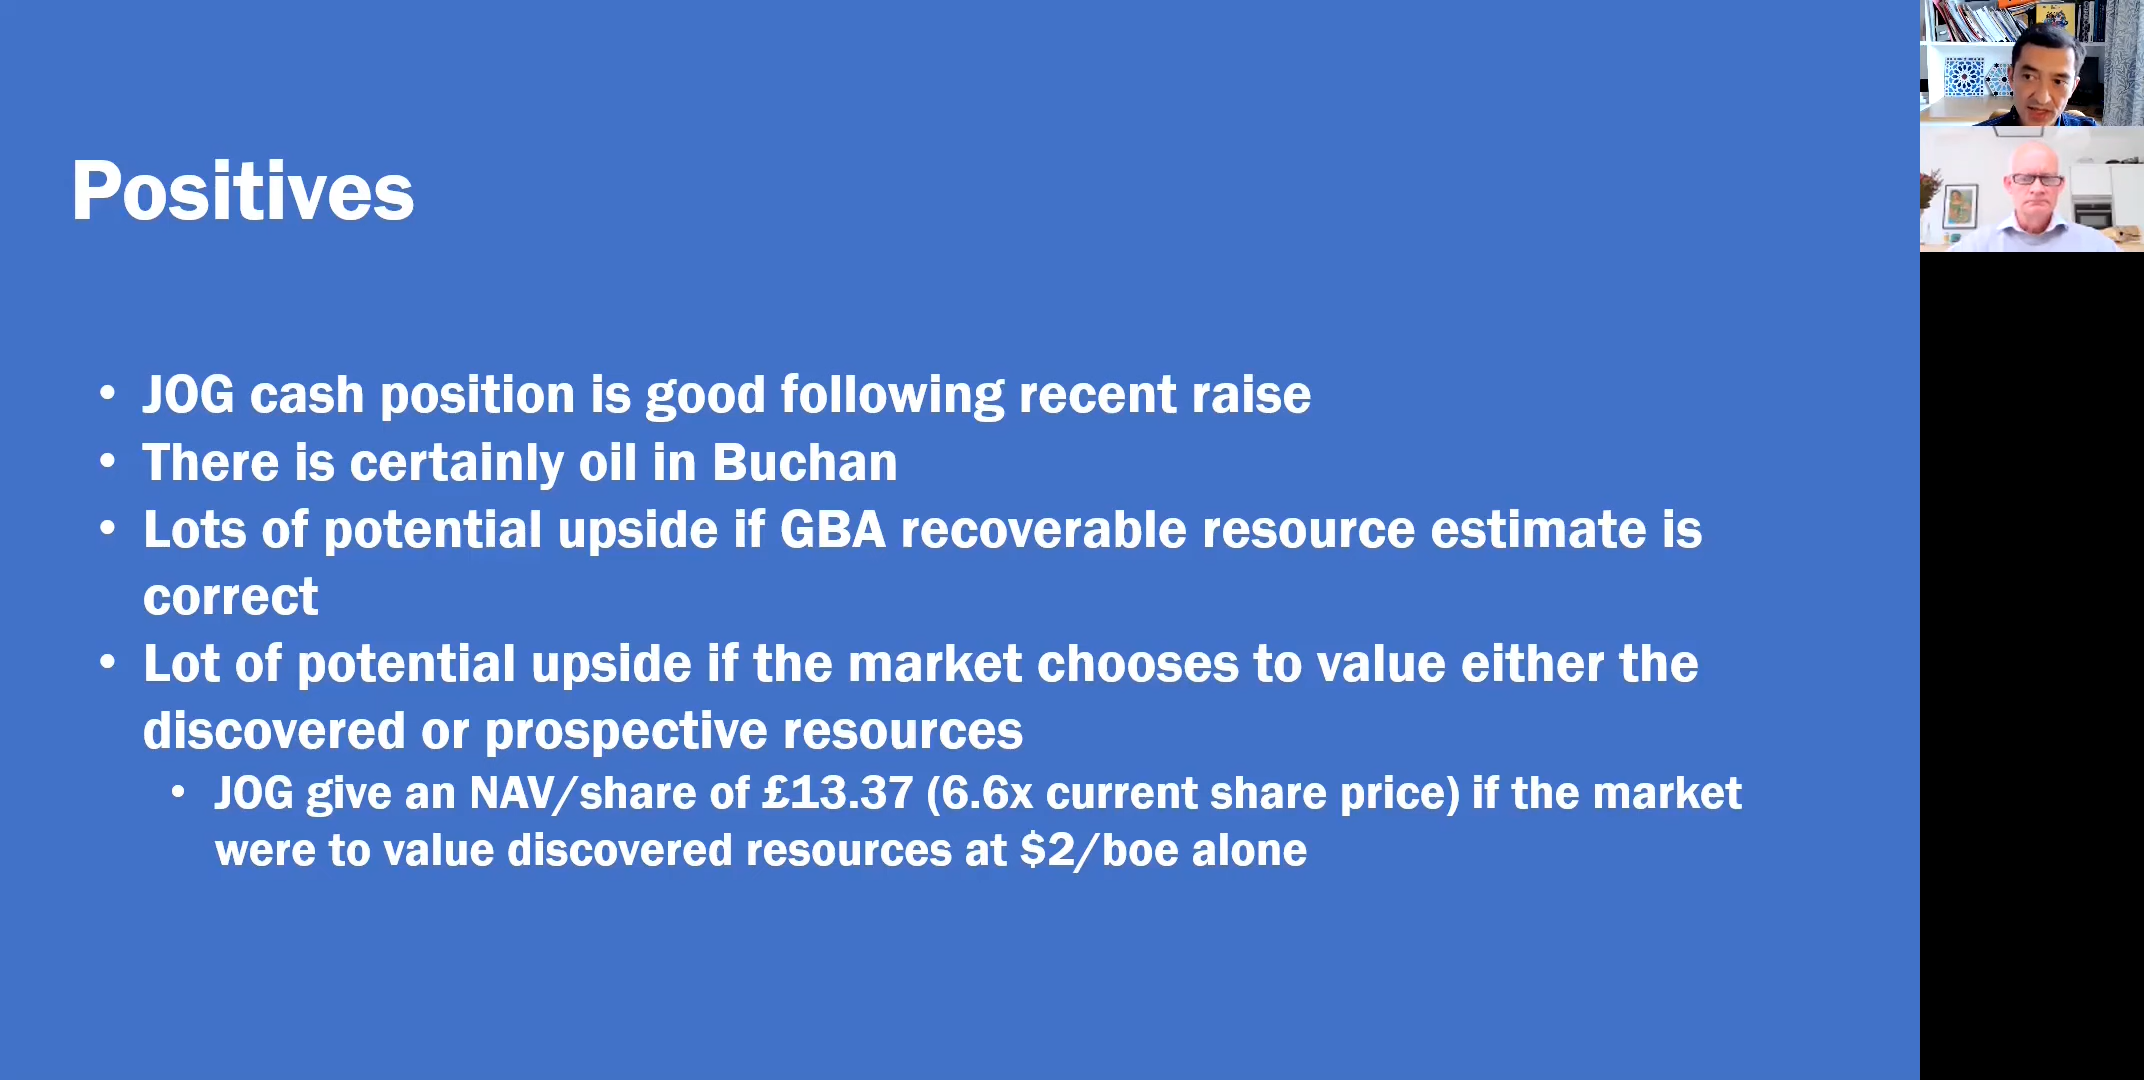 Positives
• JOG cash position is good following recent raise
• There is certainly oil in Buchan
• Lots of potential upside if GBA recoverable resource estimate is
correct
• Lot of potential upside if the market chooses to value either the
discovered or prospective resources
• JOG give an NAV/share of £13.37 (6.6x current share price) if the market
were to value discovered resources at $2/boe alone